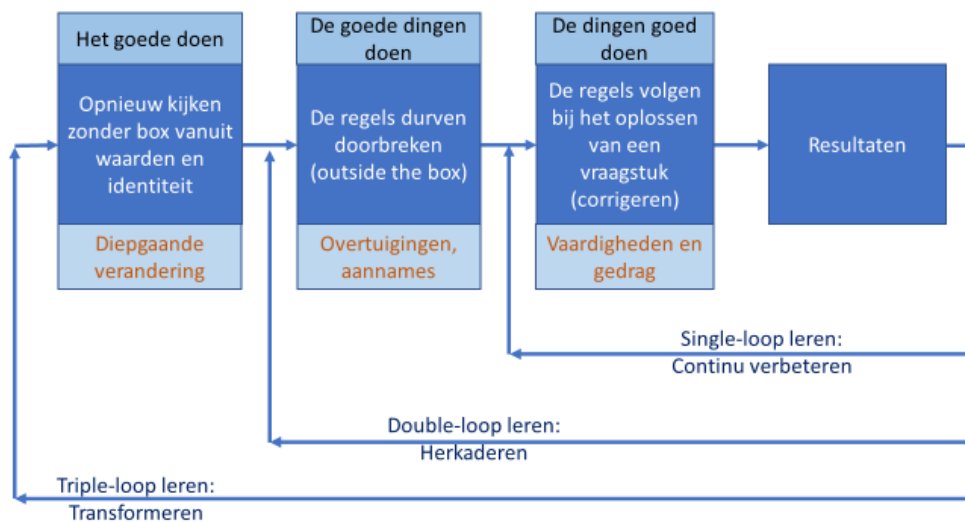 Het goede doen
Opnieuw kijken
zonder box vanuit
waarden en
identiteit
Diepgaande
verandering
De goede dingen
doen
De regels durven
doorbreken
(outside the box)
Overtuigingen,
aannames
De dingen goed
doen
De regels volgen
bij het oplossen
van een
vraagstuk
(corrigeren)
Vaardigheden en
gedrag
Resultaten
Single-loop leren:
Continu verbeteren
Double-loop leren:
Herkaderen
Triple-loop leren:
Transformeren